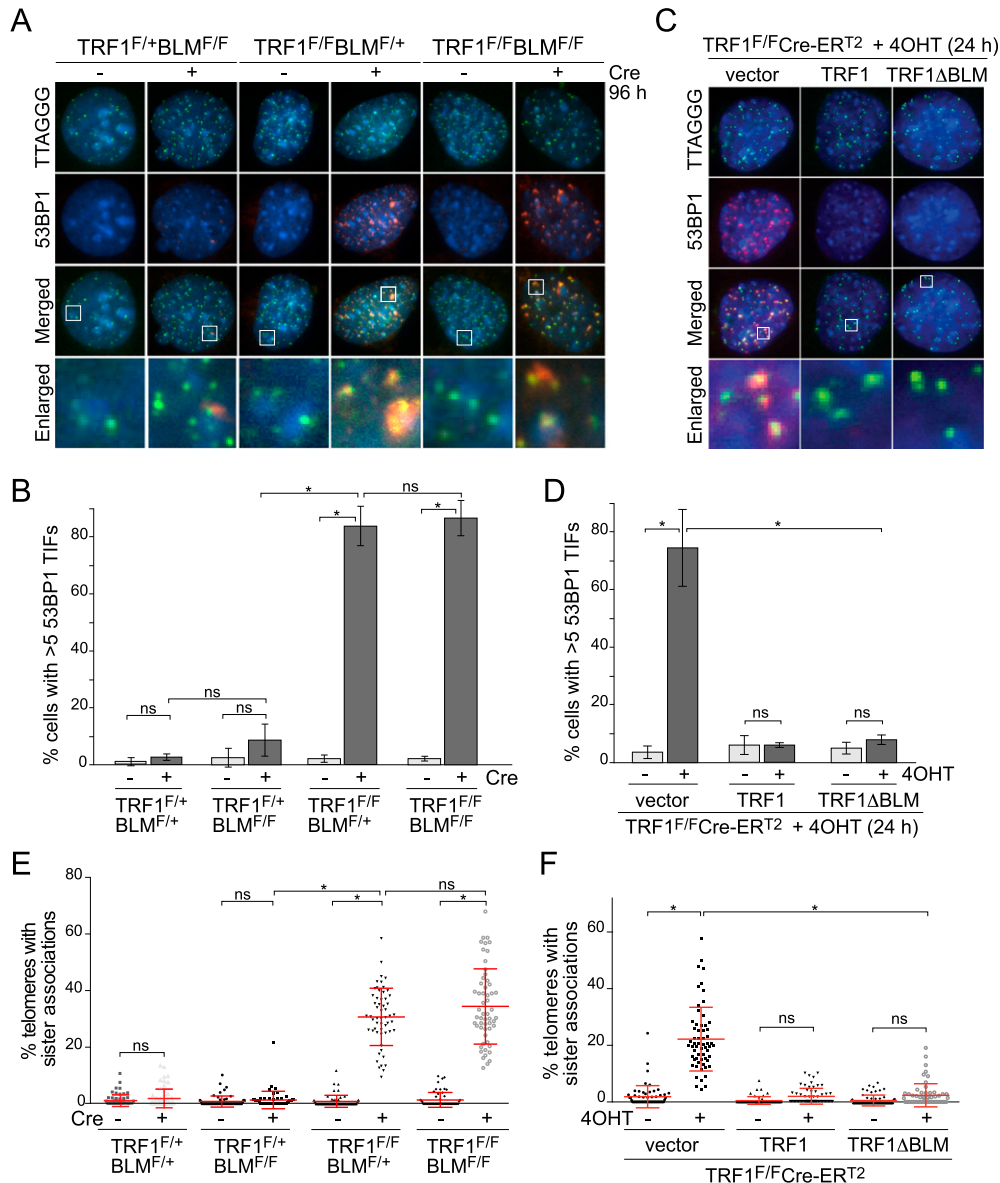 A
TRF1F/+BLMF/F TRF1F/FBLMF/+ TRF1F/FBLMF/F
- + - + - + Cre
96 h
TTAGGG
53BP1
Merged
Enlarged
C
TRF1F/FCre-ERT2 + 4OHT (24 h)
vector TRF1 TRF1ΔBLM
TTAGGG
53BP1
Merged
Enlarged
B
% cells with >5 53BP1 TIFs
80
60
40
20
0
* ns
* *
ns
ns ns
- + - + - + - + Cre
TRF1F/+ TRF1F/+ TRF1F/F TRF1F/F
BLMF/+ BLMF/F BLMF/+ BLMF/F
D
% cells with >5 53BP1 TIFs
80
60
40
20
0
* *
ns ns
- + - + - + 4OHT
vector TRF1 TRF1ΔBLM
TRF1F/FCre-ERT2 + 4OHT (24 h)
E
% telomeres with
sister associations
80
60
40
20
0
* ns
ns * *
ns
Cre - + - + - + - +
TRF1F/+ TRF1F/+ TRF1F/F TRF1F/F
BLMF/+ BLMF/F BLMF/+ BLMF/F
F
% telomeres with
sister associations
60
40
20
0
* *
ns ns
4OHT - + - + - +
vector TRF1 TRF1ΔBLM
TRF1F/FCre-ERT2